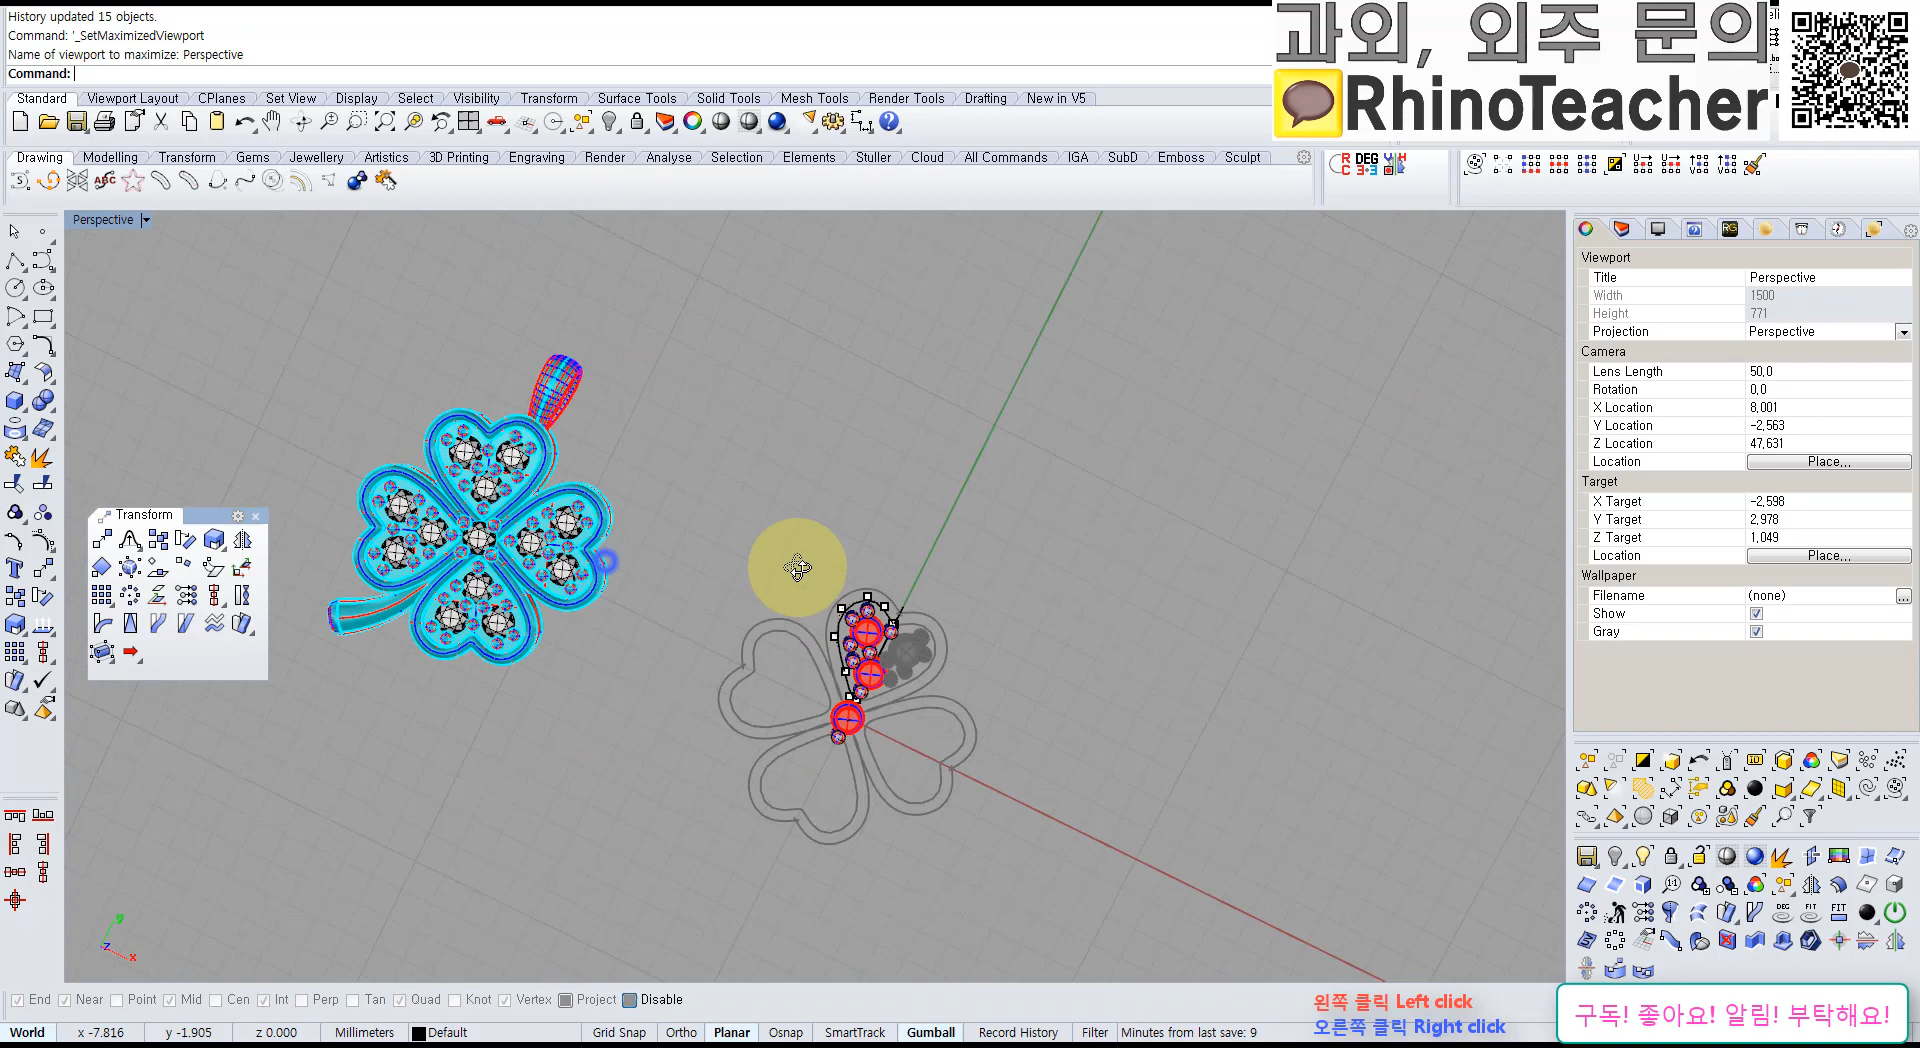 History updated 15 objects.
Command: '_SetMaximizedViewport
Name of viewport to maximize: Perspective
Command:
과외, 외주 문의
RhinoTeacher
Standard Viewport Layout CPlanes Set View Display Select Visibility Transform Surface Tools Solid Tools Mesh Tools Render Tools Drafting New in V5
Drawing Modelling Transform Gems Jewellery Artistics 3D Printing Engraving Render Analyse Selection Elements Stuller Cloud All Commands IGA SubD Emboss Sculpt
Perspective
Transform
Viewport
Title Perspective
Width 1500
Height 771
Projection Perspective
Camera
Lens Length 50,0
Rotation 0,0
X Location 8,001
Y Location -2,563
Z Location 47,631
Location Place...
Target
X Target -2,598
Y Target 2,978
Z Target 1,049
Location Place...
Wallpaper
Filename (none) ...
Show
Gray
y
z
x
End Near Point Mid Cen Int Perp Tan Quad Knot Vertex Project Disable
왼쪽 클릭 Left click
오른쪽 클릭 Right click
구독! 좋아요! 알림! 부탁해요!
World x -7.816 y -1.905 z 0.000 Millimeters Default Grid Snap Ortho Planar Osnap SmartTrack Gumball Record History Filter Minutes from last save: 9